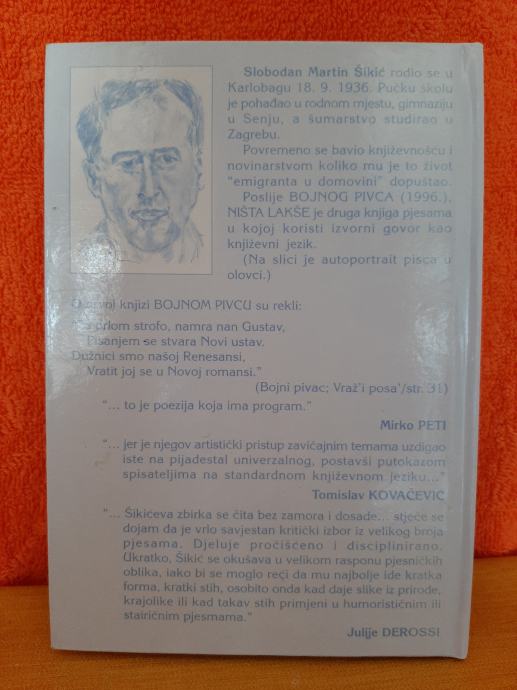 Slobodan Martin Šikić rodio se u
Karlobagu 18. 9. 1936. Pučku školu
je pohađao u rodnom mjestu, gimnaziju
u Senju, a šumarstvo studirao u
Zagrebu.
Povremeno se bavio književnošću i
novinarstvom koliko mu je to život
"emigranta u domovini" dopustao.
Poslije BOJNOG PIVCA (1996.),
NIŠTA LAKŠE je druga knjiga pjesama
u kojoj koristi izvorni govor kao
književni jezik.
(Na slici je autoportrait pisca u
olovci.)
O prvoj knjizi BOJNOM PIVCU su rekli:
strofo, namra nan Gustav,
Pisanjem se stvara Novi ustav.
Dužnici smo našoj Renesansi,
Vratit joj se u Novoj romansi."
(Bojni pivac; Vraž'i posa'/str. 31)
"... to je poezija koja ima program."
Mirko PETI
"... jer je njegov artistički pristup zavičajnim temama uzdigao
iste na pijadestal univerzalnog, postavši putokazom
spisateljima na standardnom književnom jeziku..."
Tomislav KOVAČEVIĆ
"... Šikićeva zbirka se čita bez zamora i dosade... stječe se
dojam da je vrlo savjestan kritički izbor iz velikog broja
pjesama. Djeluje pročišćeno i disciplinirano.
Ukratko, Šikić se okušava u velikom rasponu pjesničkih
oblika, iako bi se moglo reći da mu najbolje ide kratka
forma, kratki stih, osobito onda kad daje slike iz prirode,
krajolike ili kad takav stih primjeni u humorističnim ili
stairičnim pjesmama."
Julije DEROSSI